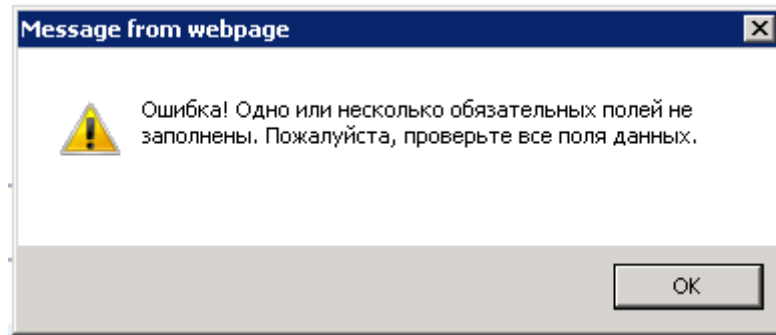 Message from webpage
Ошибка! Одно или несколько обязательных полей не
заполнены. Пожалуйста, проверьте все поля данных.
OK